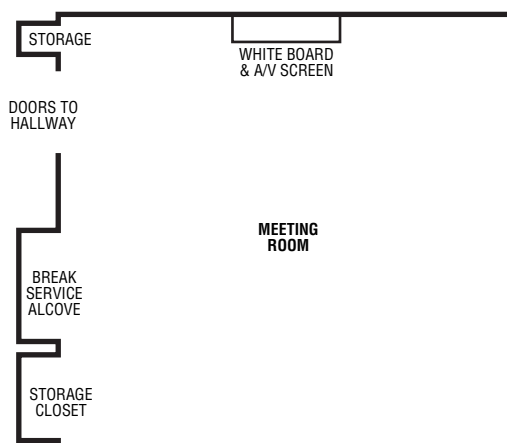 STORAGE
WHITE BOARD
& A/V SCREEN
DOORS TO
HALLWAY
MEETING
ROOM
BREAK
SERVICE
ALCOVE
STORAGE
CLOSET